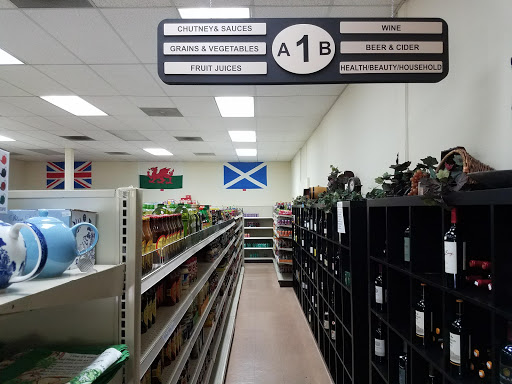 CHUTNEY& SAUCES
GRAINS & VEGETABLES
FRUIT JUICES
A 1 B
WINE
BEER & CIDER
HEALTH/BEAUTY/HOUSEHOLD